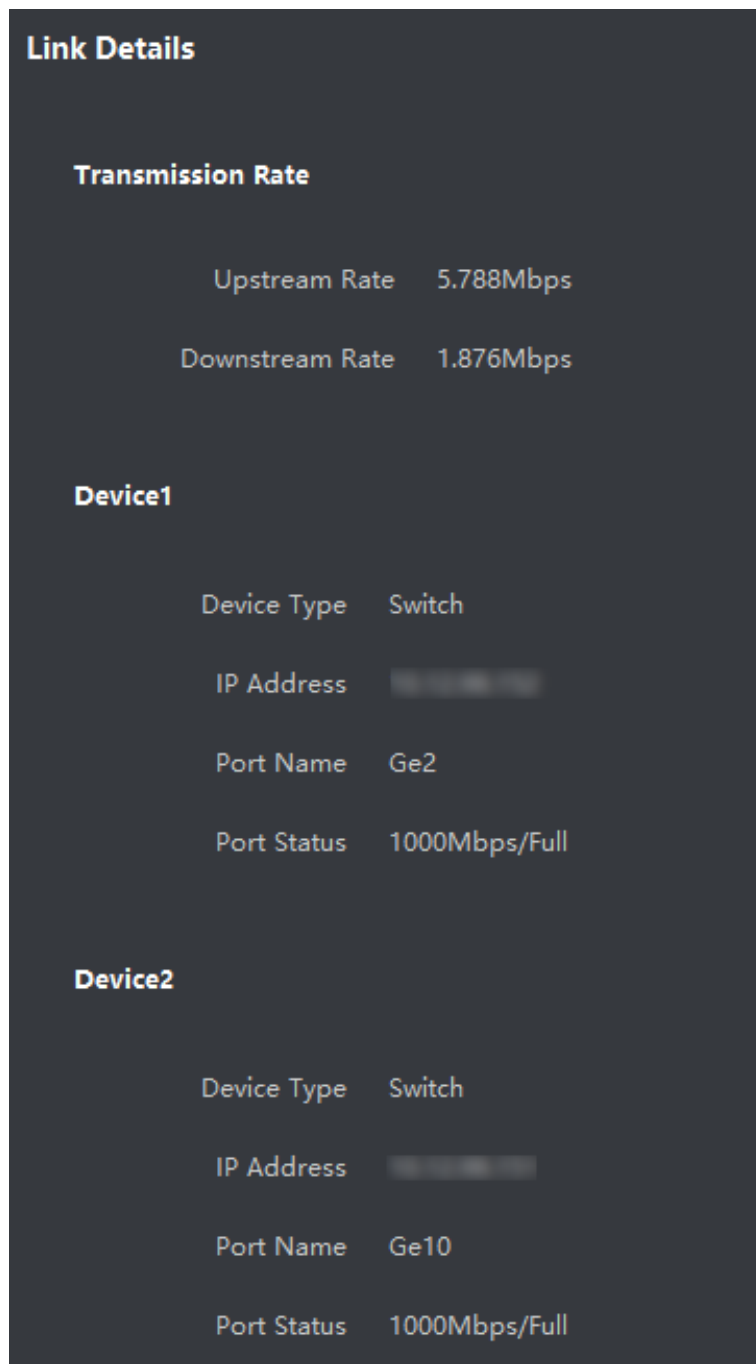 Link Details
Transmission Rate
Upstream Rate 5.788Mbps
Downstream Rate 1.876Mbps
Device1
Device Type Switch
IP Address
Port Name Ge2
Port Status 1000Mbps/Full
Device2
Device Type Switch
IP Address
Port Name Ge10
Port Status 1000Mbps/Full